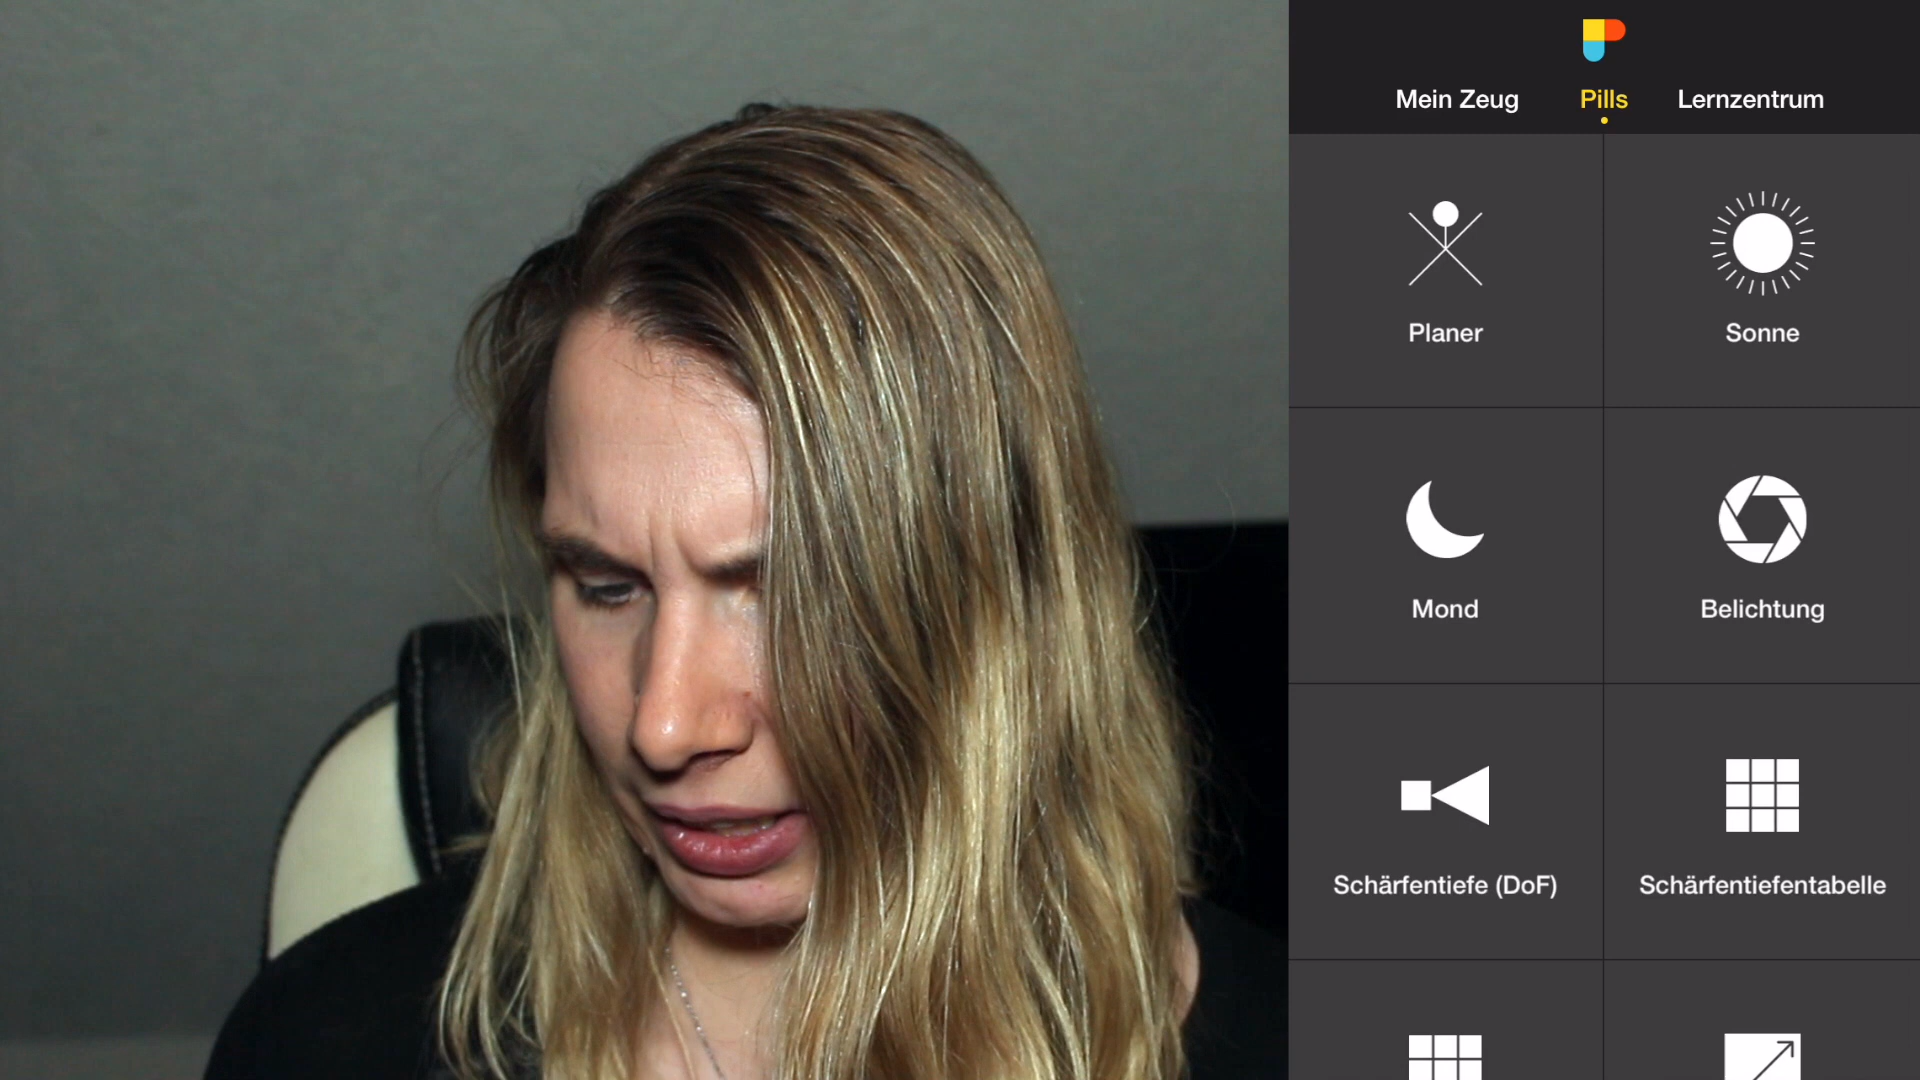 Mein Zeug Pills Lernzentrum
Planer Sonne
Mond Belichtung
Schärfentiefe (DoF) Schärfentiefentabelle